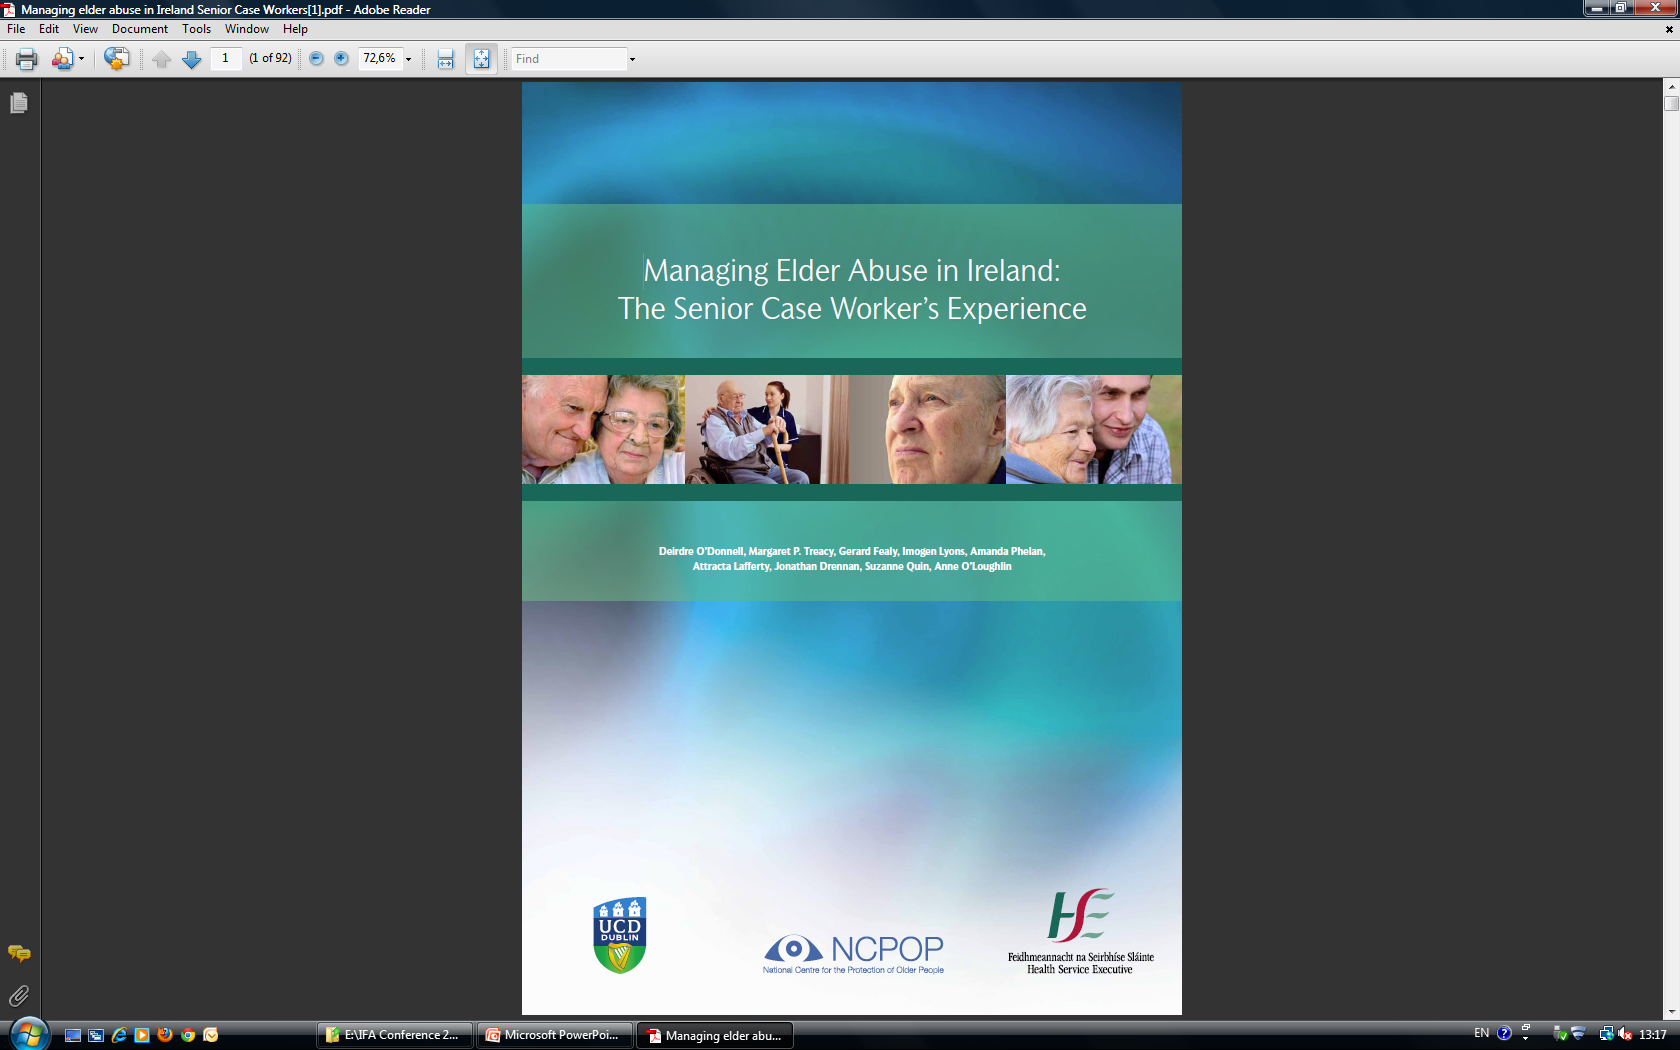 Managing elder abuse in Ireland Senior Case Workers[1].pdf - Adobe Reader
File Edit View Document Tools Window Help
1 (1 of 92) 72,6% Find
Managing Elder Abuse in Ireland:
The Senior Case Worker's Experience
Deirdre O'Donnell, Margaret P. Treacy, Gerard Fealy, Imogen Lyons, Amanda Phelan,
Attracta Lafferty, Jonathan Drennan, Suzanne Quin, Anne O'Loughlin
UCD
DUBLIN
NCPOP
National Centre for the Protection of Older People
HSE
Feidhmeannacht na Seirbhíse Sláinte
Health Service Executive
E:\IFA Conference 2... Microsoft PowerPoi... Managing elder abu... EN 13:17